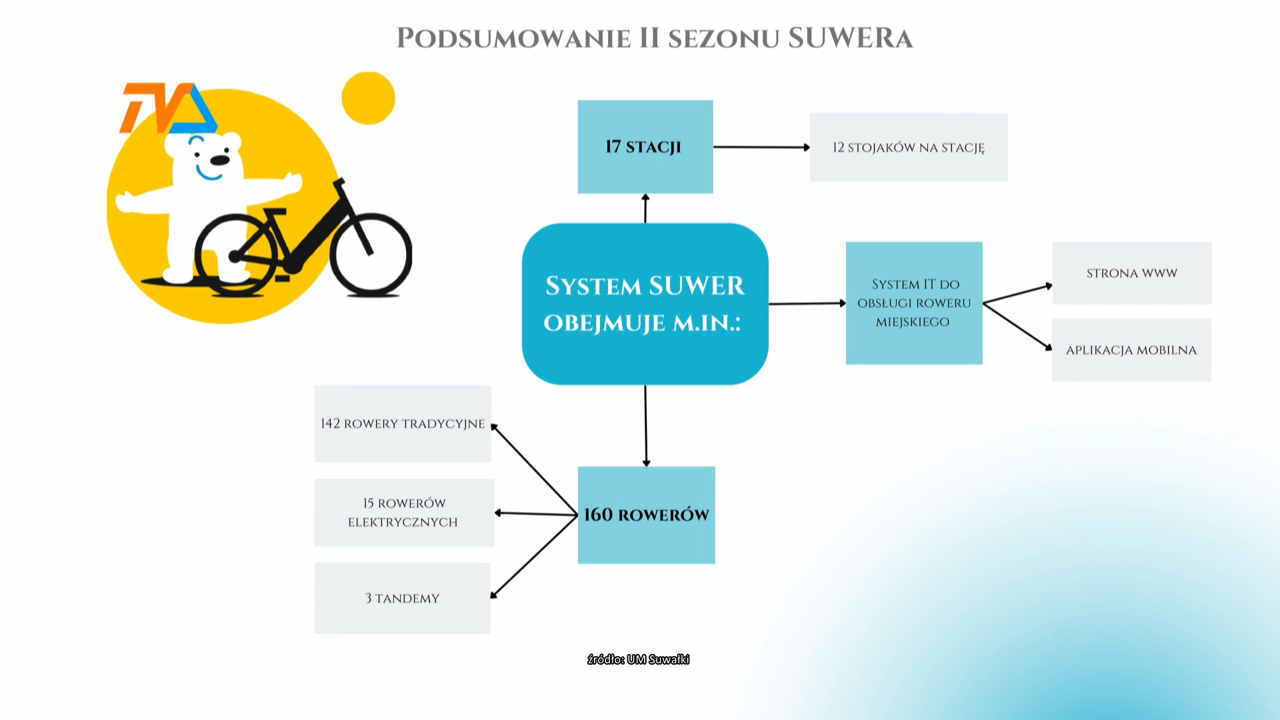 Podsumowanie II sezonu SUWERa
TVA
17 stacji
12 stojaków na stację
System SUWER
obejmuje m.in.:
System IT do
obsługi roweru
miejskiego
strona www
aplikacja mobilna
142 rowery tradycyjne
15 rowerów
elektrycznych
160 rowerów
3 tandemy
źródło: UM Suwałki